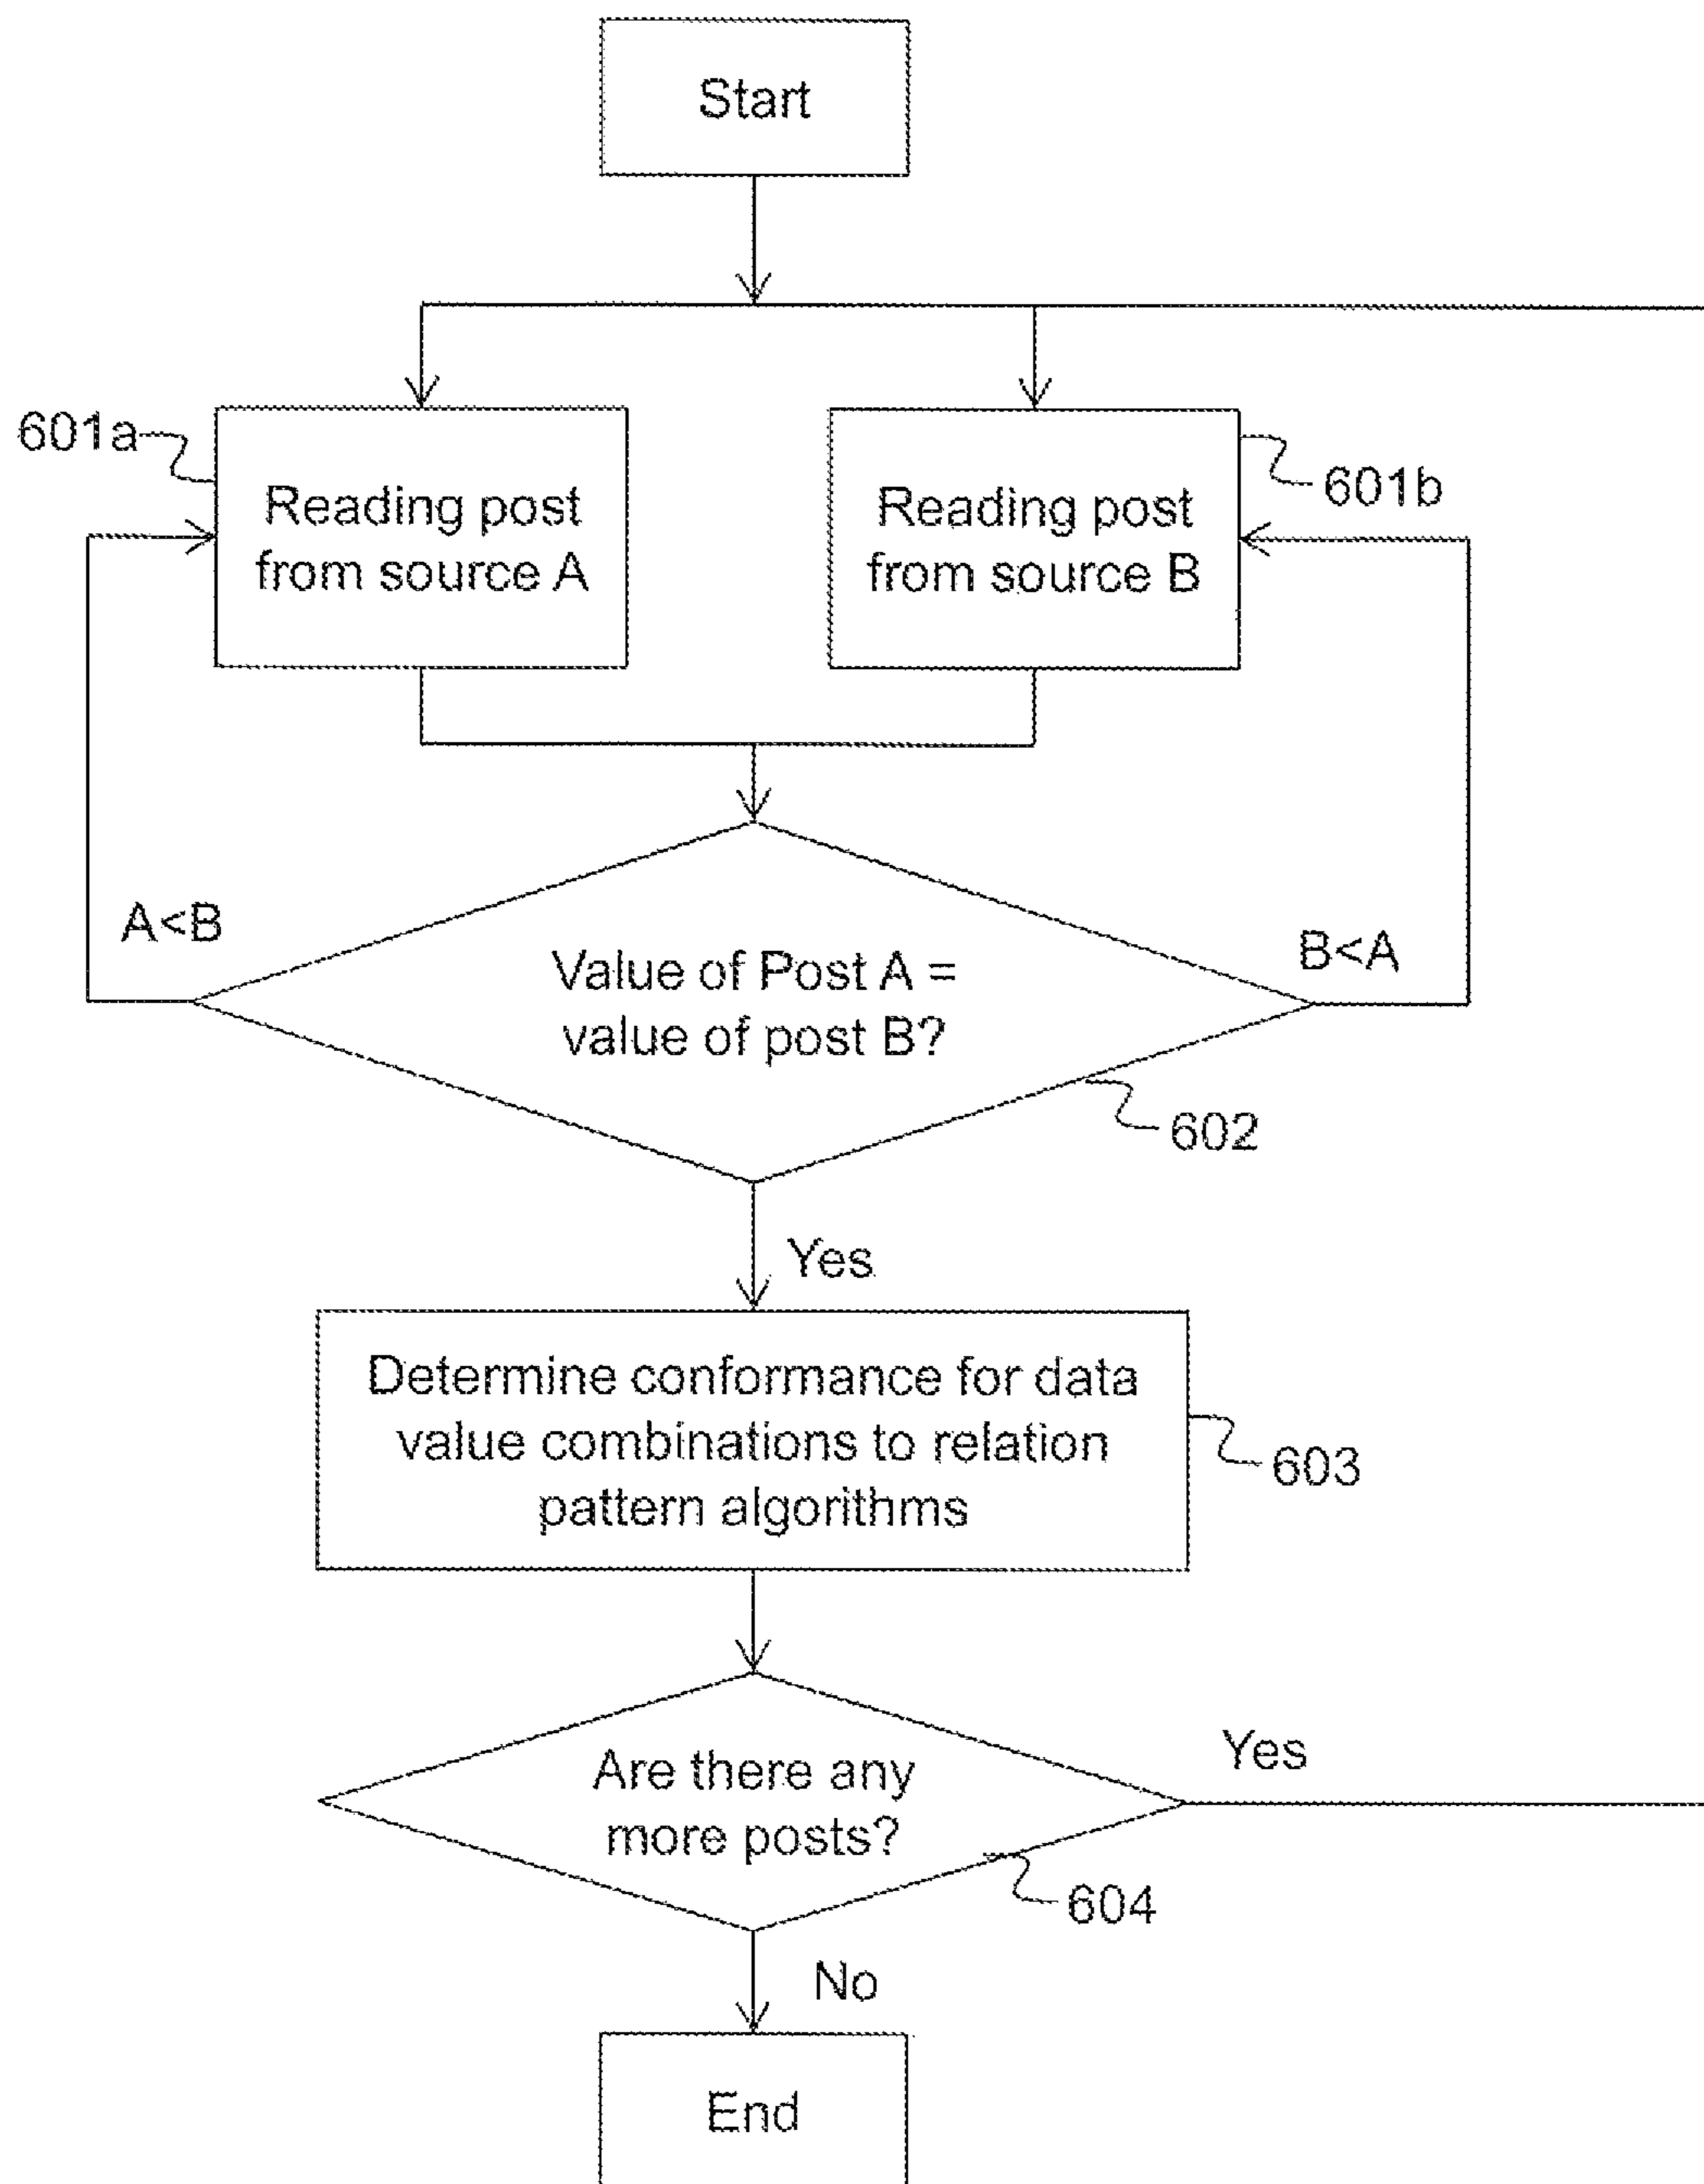 Start
601a
Reading post
from source A
Reading post
from source B
601b
A<B
Value of Post A =
value of post B?
B<A
602
Yes
Determine conformance for data
value combinations to relation
pattern algorithms
603
Are there any
more posts?
Yes
604
No
End